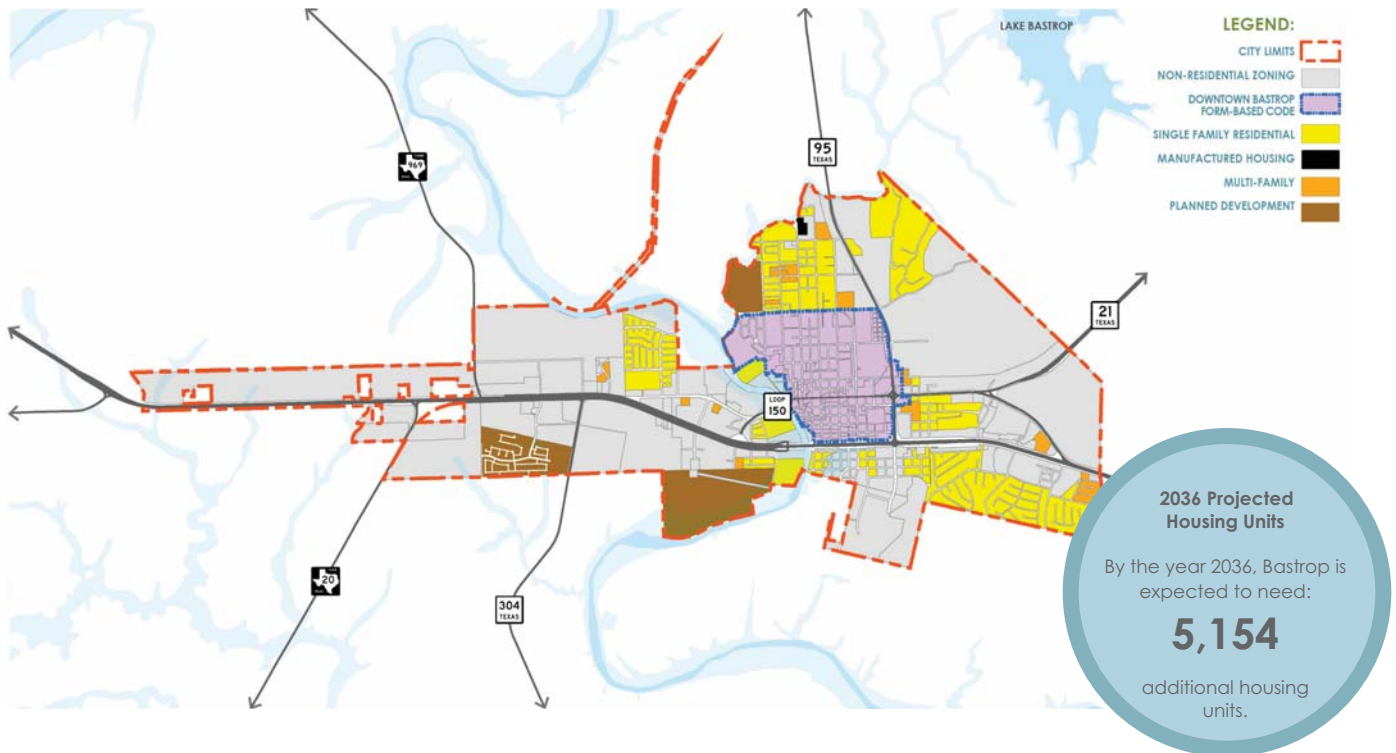 LAKE BASTROP
LEGEND:
CITY LIMITS
NON-RESIDENTIAL ZONING
DOWNTOWN BASTROP
FORM-BASED CODE
SINGLE FAMILY RESIDENTIAL
MANUFACTURED HOUSING
MULTI-FAMILY
PLANNED DEVELOPMENT
969
95
TEXAS
21
TEXAS
LOOP
150
20
304
TEXAS
2036 Projected
Housing Units
By the year 2036, Bastrop is
expected to need:
5,154
additional housing
units.